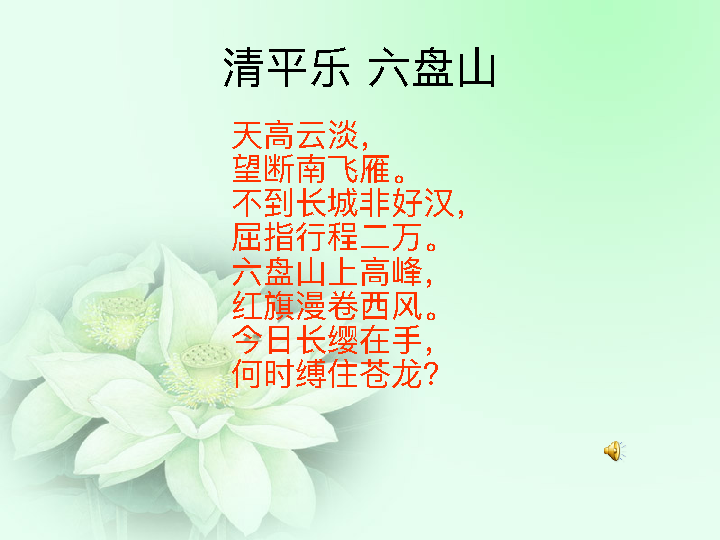 清平乐 六盘山
天高云淡，
望断南飞雁。
不到长城非好汉，
屈指行程二万。
六盘山上高峰，
红旗漫卷西风。
今日长缨在手，
何时缚住苍龙？